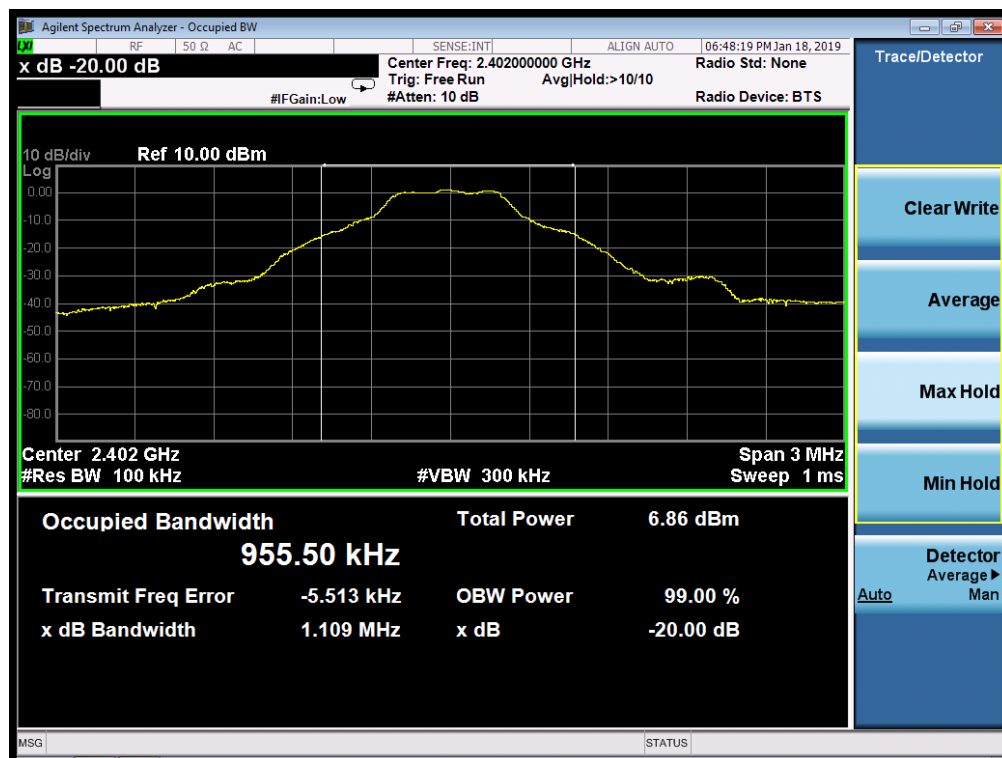 Agilent Spectrum Analyzer - Occupied BW
LXI RF 50 Ω AC SENSE:INT ALIGN AUTO 06:48:19 PM Jan 18, 2019
x dB -20.00 dB
Center Freq: 2.402000000 GHz Radio Std: None
Trig: Free Run Avg|Hold:>10/10
#IFGain:Low #Atten: 10 dB Radio Device: BTS
10 dB/div Ref 10.00 dBm
Log
0.00
-10.0
-20.0
-30.0
-40.0
-50.0
-60.0
-70.0
-80.0
Center 2.402 GHz Span 3 MHz
#Res BW 100 kHz #VBW 300 kHz Sweep 1 ms
Occupied Bandwidth Total Power 6.86 dBm
955.50 kHz
Transmit Freq Error -5.513 kHz OBW Power 99.00 %
x dB Bandwidth 1.109 MHz x dB -20.00 dB
MSG STATUS
Trace/Detector
Clear Write
Average
Max Hold
Min Hold
Detector
Average▶
Auto Man